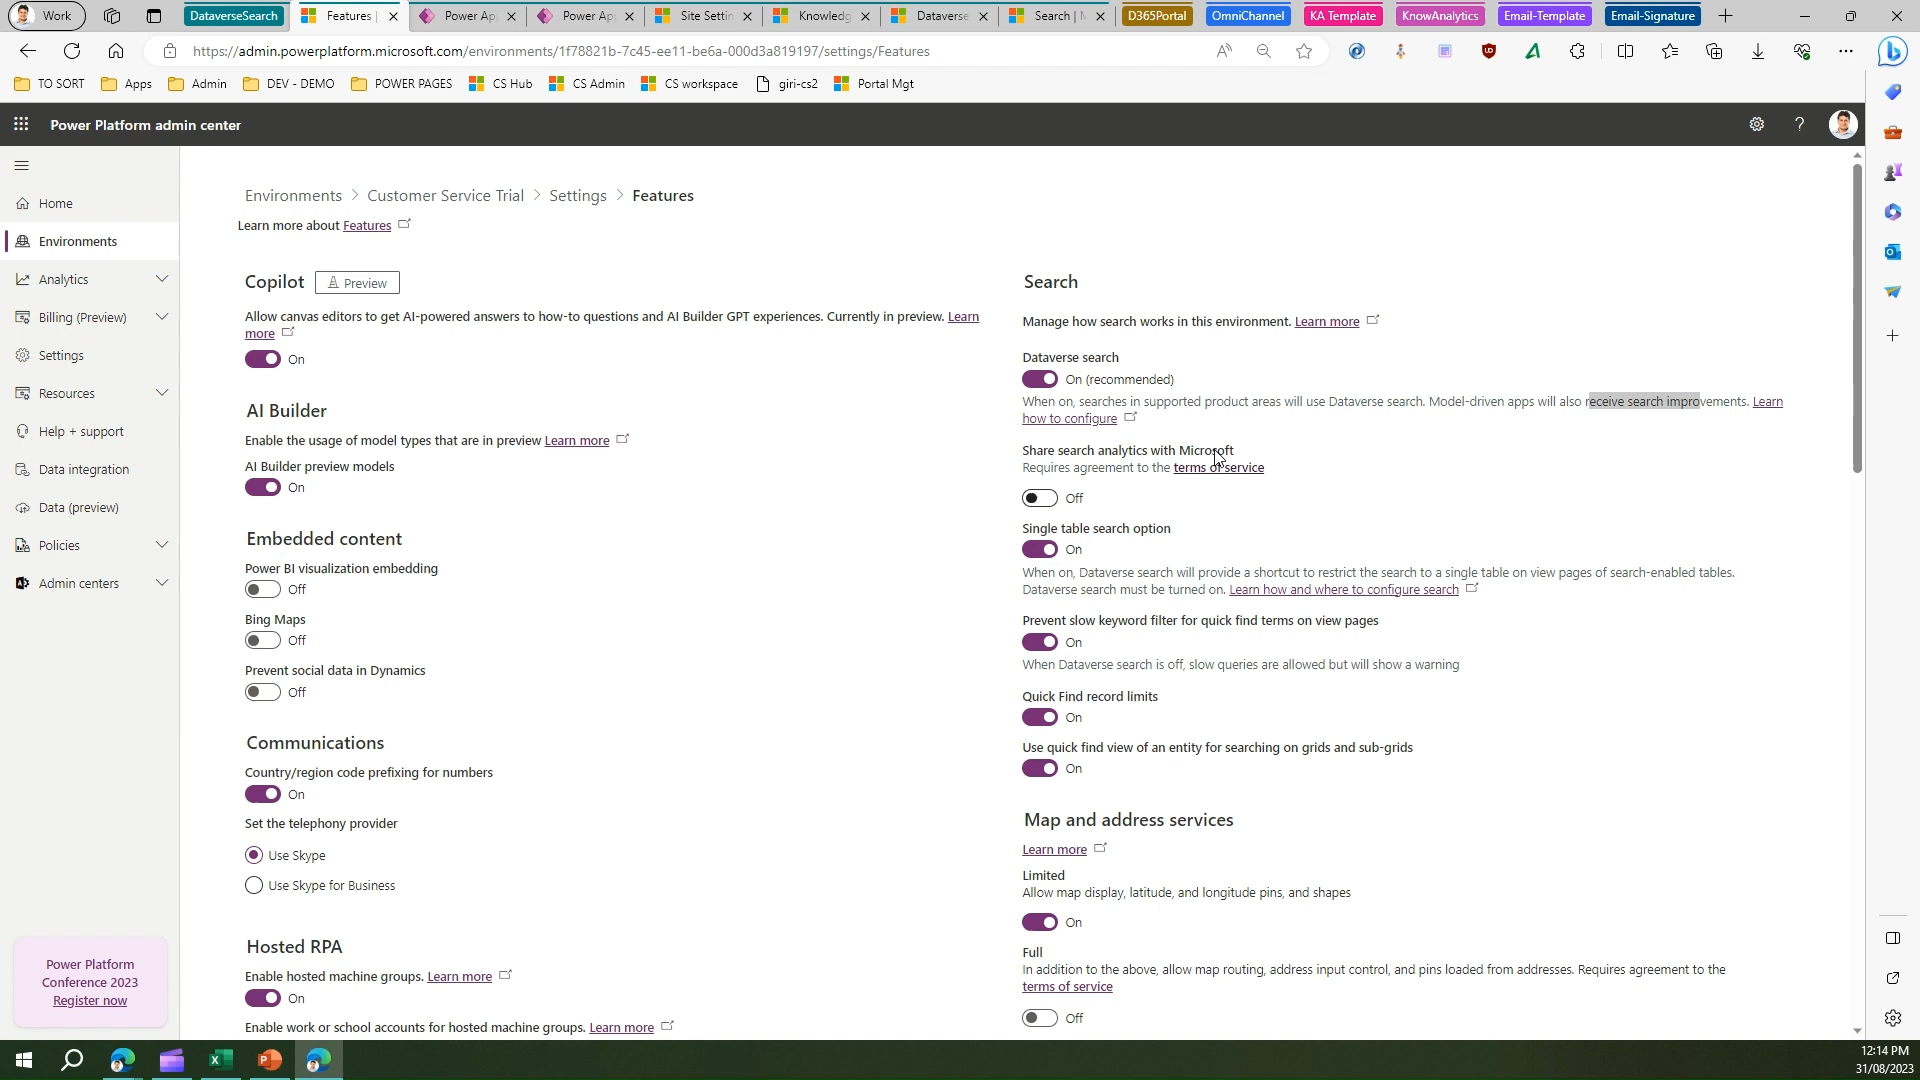 Work
DataverseSearch
Features |
Power Ap
Power Ap
Site Settin
Knowledg
Dataverse
Search | M
D365Portal
OmniChannel
KA Template
KnowAnalytics
Email-Template
Email-Signature
https://admin.powerplatform.microsoft.com/environments/1f78821b-7c45-ee11-be6a-000d3a819197/settings/Features
TO SORT
Apps
Admin
DEV - DEMO
POWER PAGES
CS Hub
CS Admin
CS workspace
giri-cs2
Portal Mgt
Power Platform admin center
Home
Environments
Analytics
Billing (Preview)
Settings
Resources
Help + support
Data integration
Data (preview)
Policies
Admin centers
Power Platform
Conference 2023
Register now
Environments > Customer Service Trial > Settings > Features
Learn more about Features
Copilot
Preview
Allow canvas editors to get AI-powered answers to how-to questions and AI Builder GPT experiences. Currently in preview. Learn
more
On
AI Builder
Enable the usage of model types that are in preview Learn more
AI Builder preview models
On
Embedded content
Power BI visualization embedding
Off
Bing Maps
Off
Prevent social data in Dynamics
Off
Communications
Country/region code prefixing for numbers
On
Set the telephony provider
Use Skype
Use Skype for Business
Hosted RPA
Enable hosted machine groups. Learn more
On
Enable work or school accounts for hosted machine groups. Learn more
Search
Manage how search works in this environment. Learn more
Dataverse search
On (recommended)
When on, searches in supported product areas will use Dataverse search. Model-driven apps will also receive search improvements. Learn
how to configure
Share search analytics with Microsoft
Requires agreement to the terms of service
Off
Single table search option
On
When on, Dataverse search will provide a shortcut to restrict the search to a single table on view pages of search-enabled tables.
Dataverse search must be turned on. Learn how and where to configure search
Prevent slow keyword filter for quick find terms on view pages
On
When Dataverse search is off, slow queries are allowed but will show a warning
Quick Find record limits
On
Use quick find view of an entity for searching on grids and sub-grids
On
Map and address services
Learn more
Limited
Allow map display, latitude, and longitude pins, and shapes
On
Full
In addition to the above, allow map routing, address input control, and pins loaded from addresses. Requires agreement to the
terms of service
Off
12:14 PM
31/08/2023